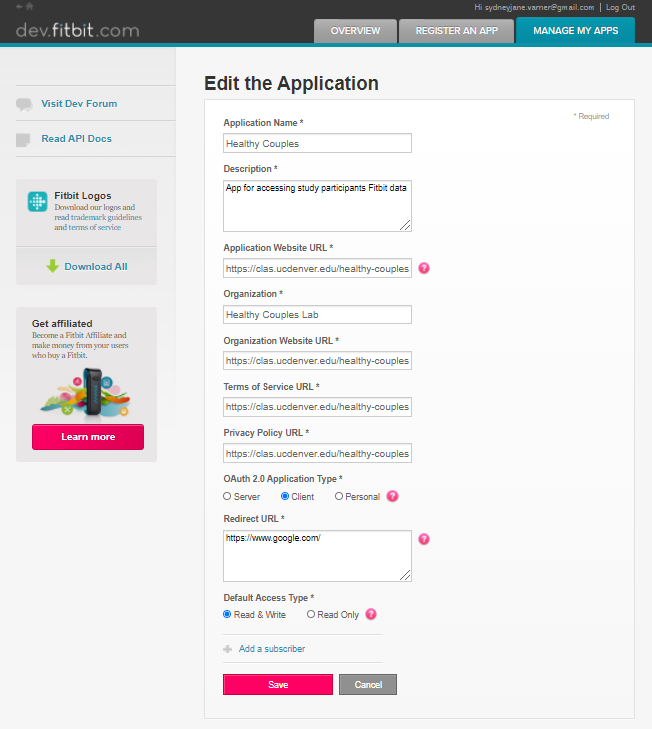 Hi sydneyjane.varner@gmail.com | Log Out
dev.fitbit.com
OVERVIEW
REGISTER AN APP
MANAGE MY APPS
Visit Dev Forum
Read API Docs
Fitbit Logos
Download our logos and
read trademark guidelines
and terms of service
Download All
Get affiliated
Become a Fitbit Affiliate and
make money from your users
who buy a Fitbit.
Learn more
Edit the Application
* Required
Application Name *
Healthy Couples
Description *
App for accessing study participants Fitbit data
Application Website URL *
https://clas.ucdenver.edu/healthy-couples
Organization *
Healthy Couples Lab
Organization Website URL *
https://clas.ucdenver.edu/healthy-couples
Terms of Service URL *
https://clas.ucdenver.edu/healthy-couples
Privacy Policy URL *
https://clas.ucdenver.edu/healthy-couples
OAuth 2.0 Application Type *
Server Client Personal ?
Redirect URL *
https://www.google.com/
Default Access Type *
Read & Write Read Only ?
Add a subscriber
Save Cancel